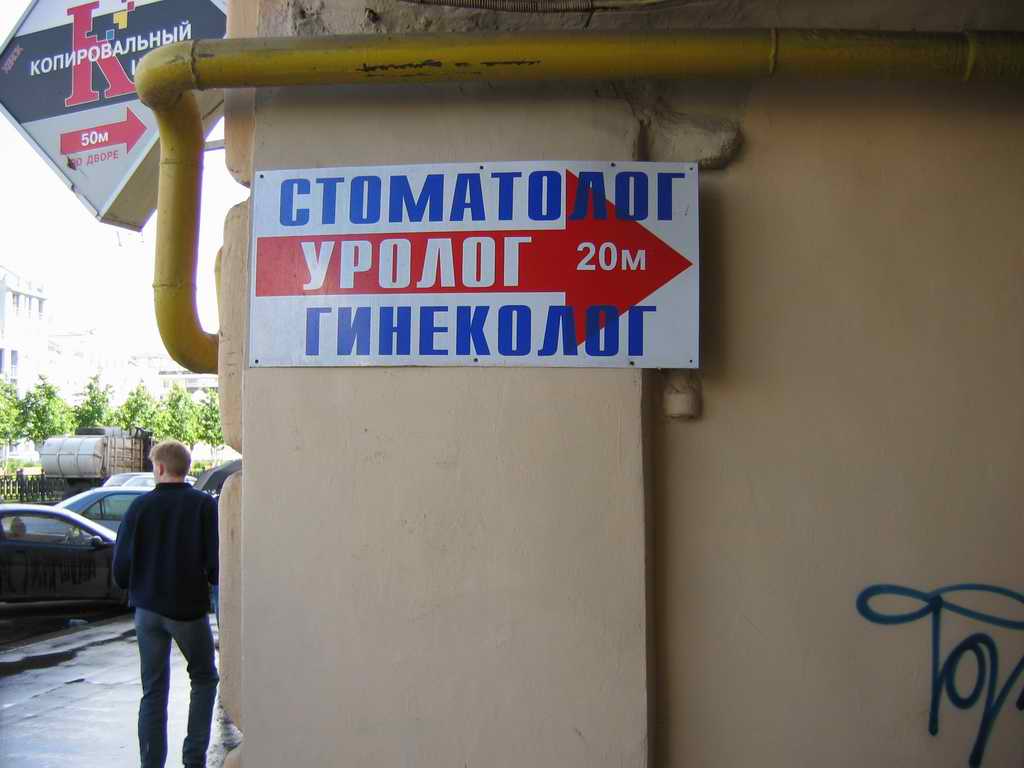 КОПИРОВАЛЬНЫЙ
50м
ВО ДВОРЕ
СТОМАТОЛОГ
УРОЛОГ 20м
ГИНЕКОЛОГ